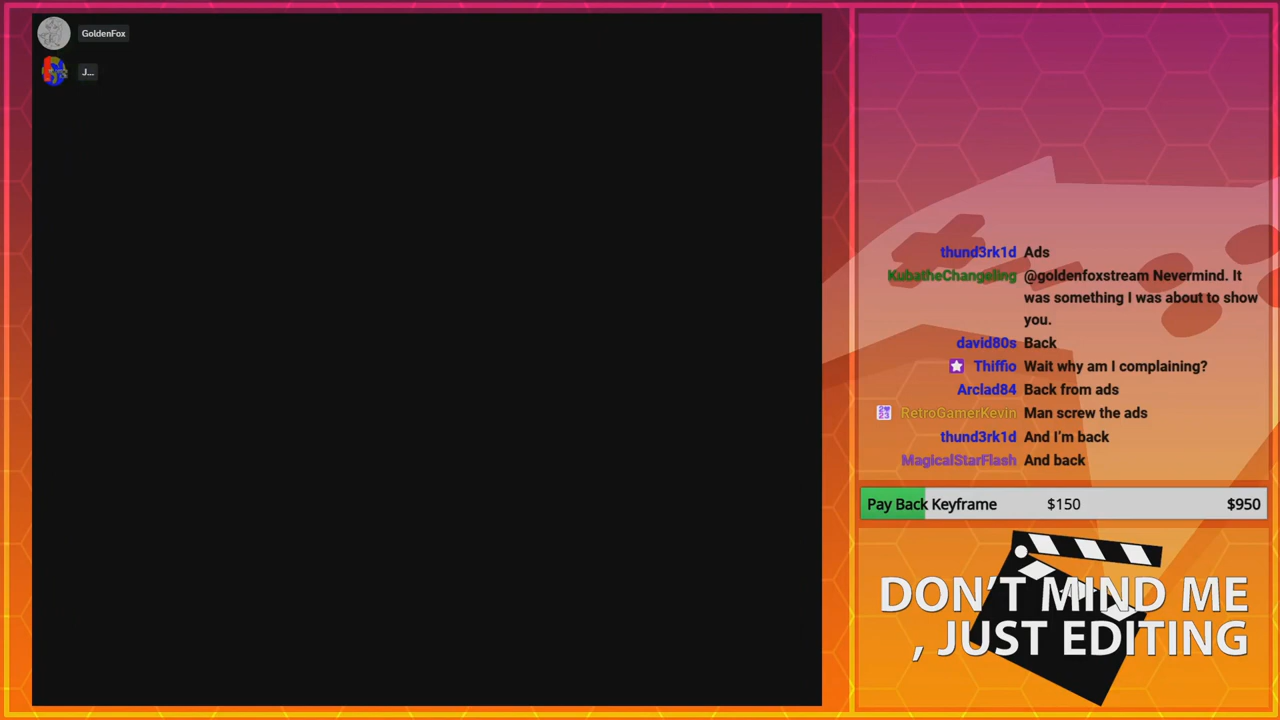 GoldenFox
J...
thund3rk1d Ads
KubatheChangeling @goldenfoxstream Nevermind. It
was something I was about to show
you.
david80s Back
Thiffio Wait why am I complaining?
Arclad84 Back from ads
RetroGamerKevin Man screw the ads
thund3rk1d And I'm back
MagicalStarFlash And back
Pay Back Keyframe $150 $950
DON'T MIND ME
, JUST EDITING